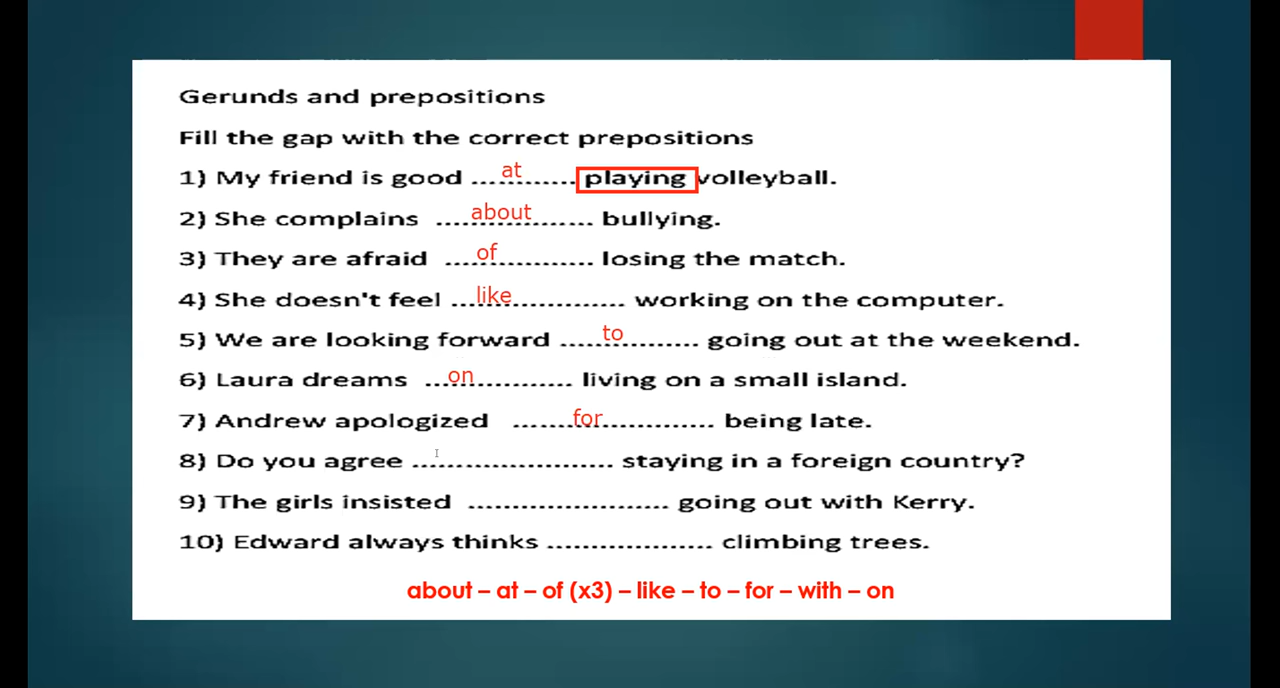 Gerunds and prepositions
Fill the gap with the correct prepositions
1) My friend is good ...at......... playing volleyball.
2) She complains ....about............ bullying.
3) They are afraid ....of............ losing the match.
4) She doesn't feel ...like................ working on the computer.
5) We are looking forward .....to........... going out at the weekend.
6) Laura dreams ...on............ living on a small island.
7) Andrew apologized ......for............... being late.
8) Do you agree .......................... staying in a foreign country?
9) The girls insisted ....................... going out with Kerry.
10) Edward always thinks ................... climbing trees.
about – at – of (x3) – like – to – for – with – on